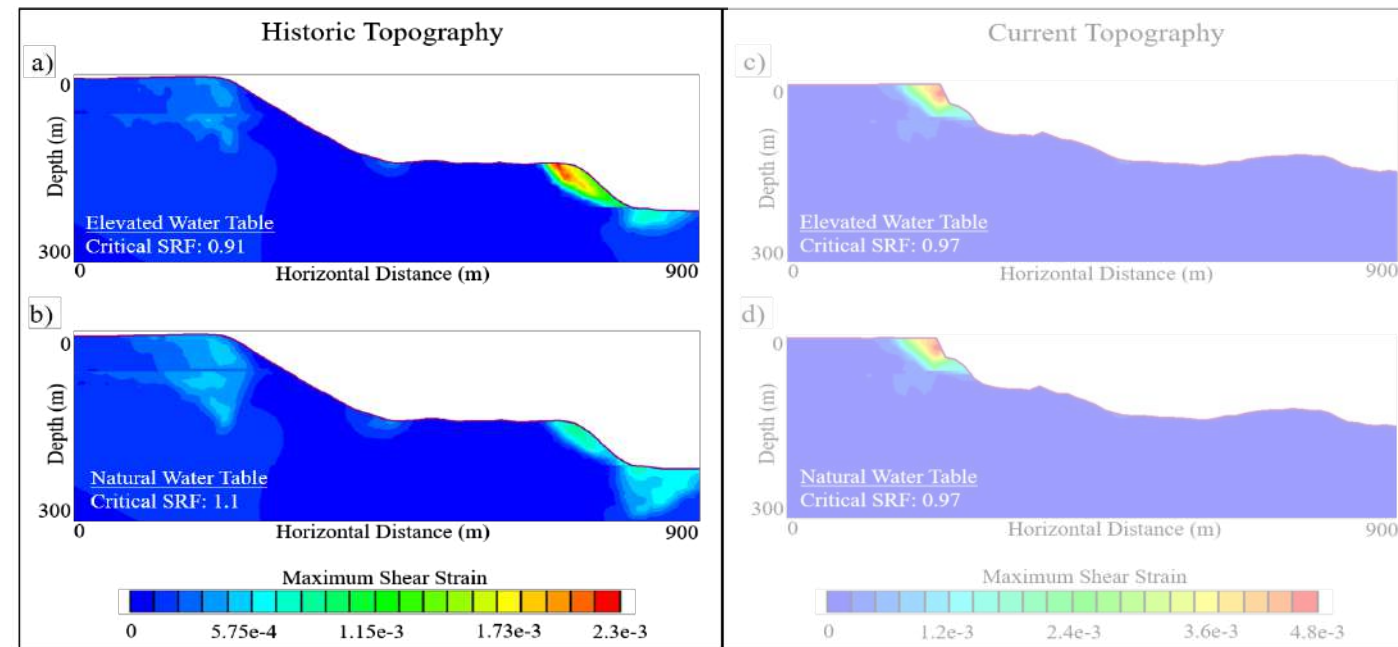 Historic Topography
a)
0
Depth (m)
300
Elevated Water Table
Critical SRF: 0.91
0
Horizontal Distance (m)
900
b)
0
Depth (m)
300
Natural Water Table
Critical SRF: 1.1
0
Horizontal Distance (m)
900
Maximum Shear Strain
0
5.75e-4
1.15e-3
1.73e-3
2.3e-3
Current Topography
c)
0
Depth (m)
300
Elevated Water Table
Critical SRF: 0.97
0
Horizontal Distance (m)
900
d)
0
Depth (m)
300
Natural Water Table
Critical SRF: 0.97
0
Horizontal Distance (m)
900
Maximum Shear Strain
0
1.2e-3
2.4e-3
3.6e-3
4.8e-3